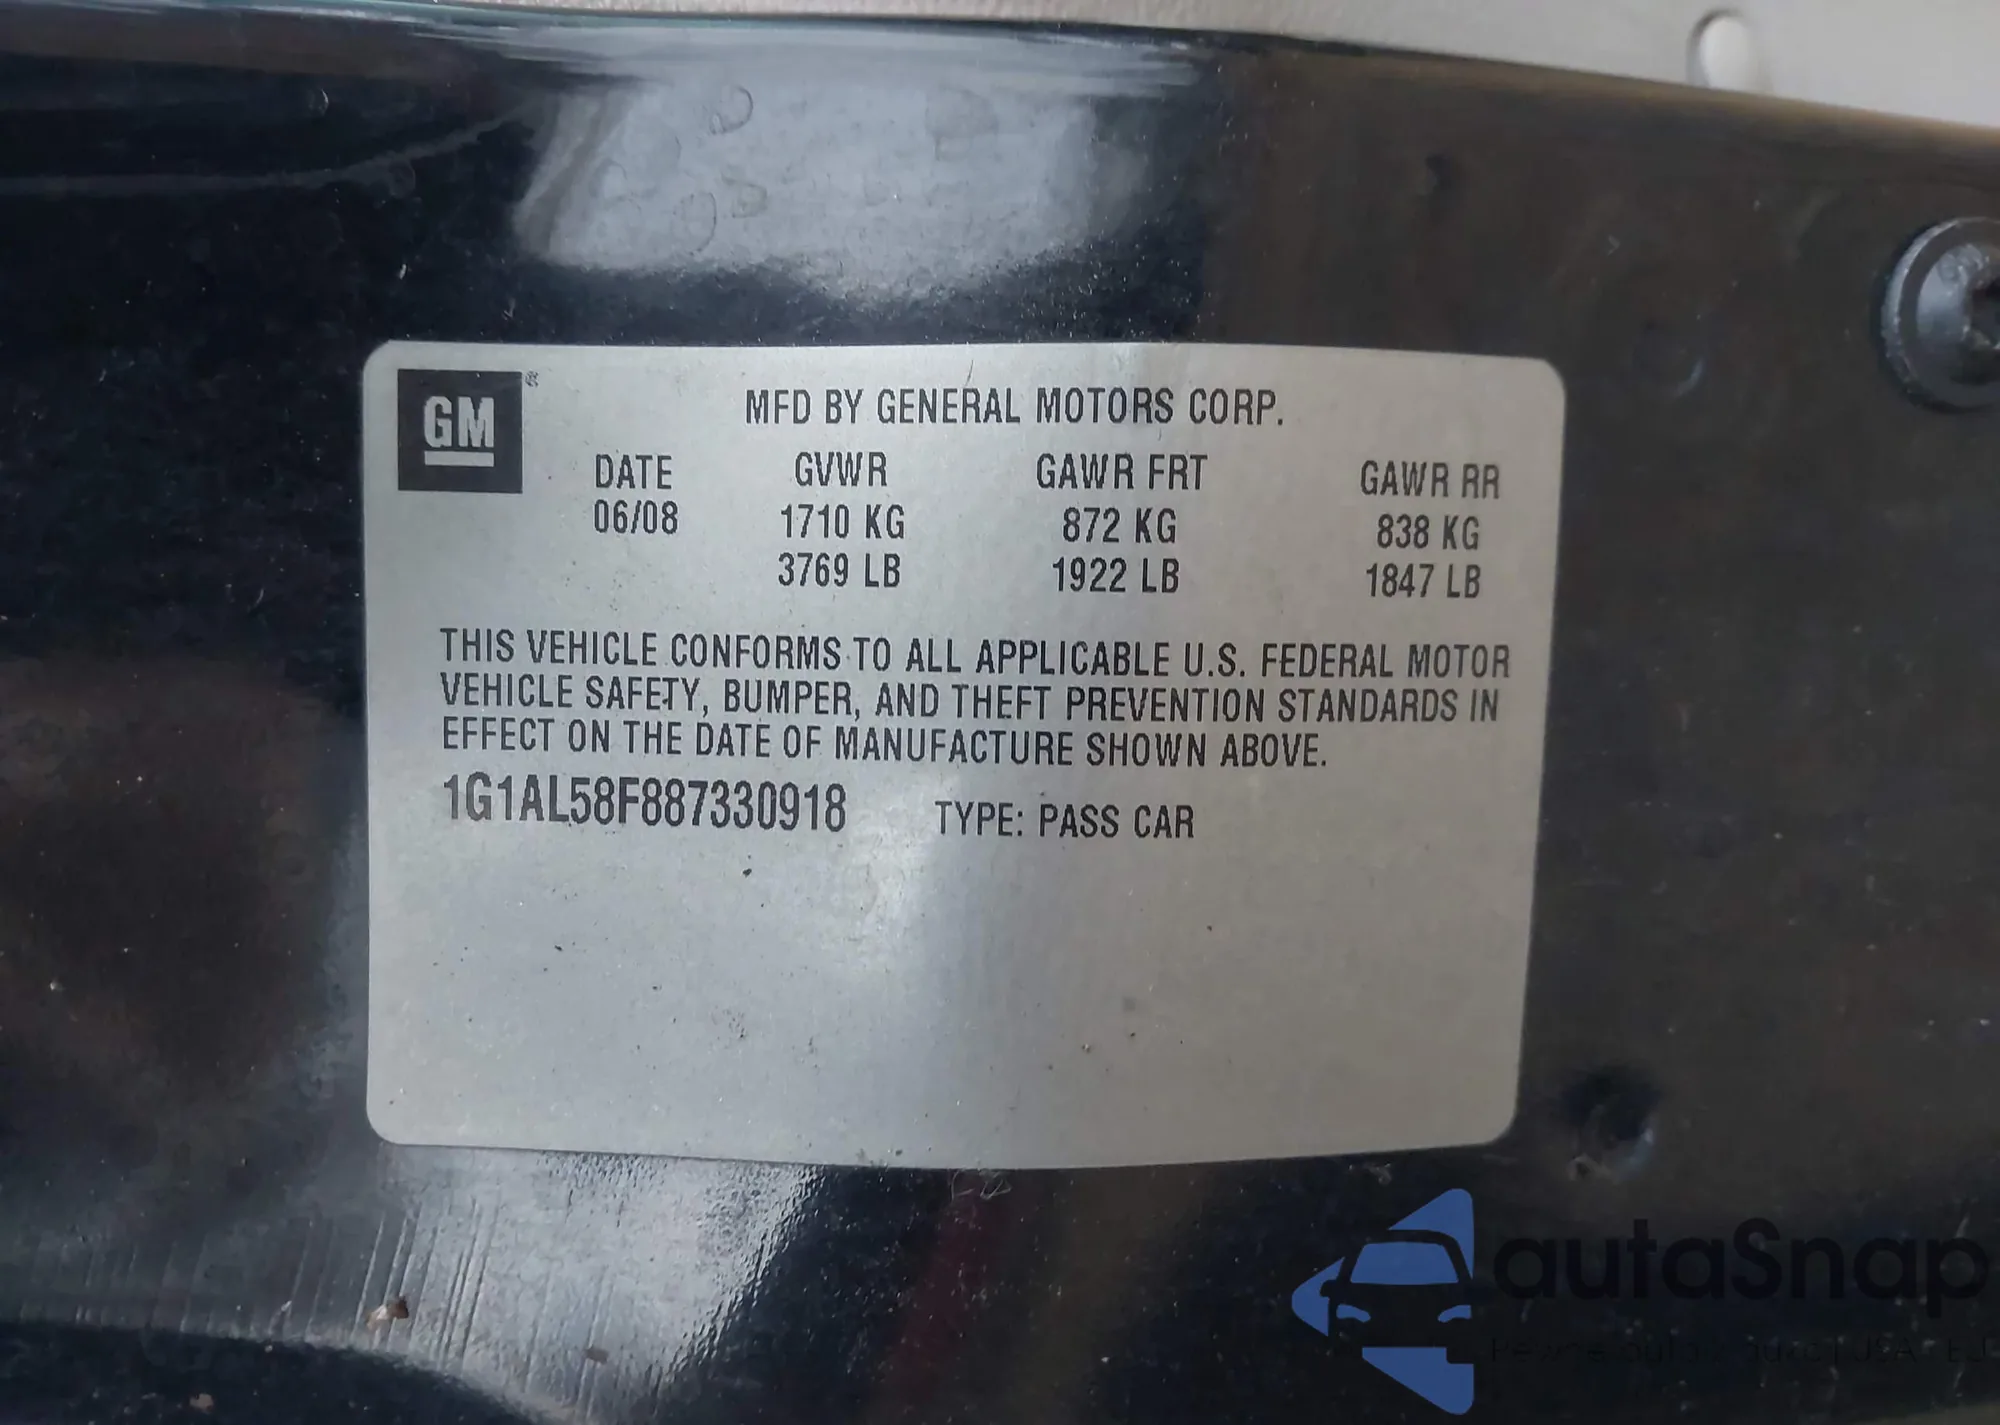 GM ®
MFD BY GENERAL MOTORS CORP.
DATE GVWR GAWR FRT GAWR RR
06/08 1710 KG 872 KG 838 KG
3769 LB 1922 LB 1847 LB
THIS VEHICLE CONFORMS TO ALL APPLICABLE U.S. FEDERAL MOTOR
VEHICLE SAFETY, BUMPER, AND THEFT PREVENTION STANDARDS IN
EFFECT ON THE DATE OF MANUFACTURE SHOWN ABOVE.
1G1AL58F887330918 TYPE: PASS CAR
autaSnap